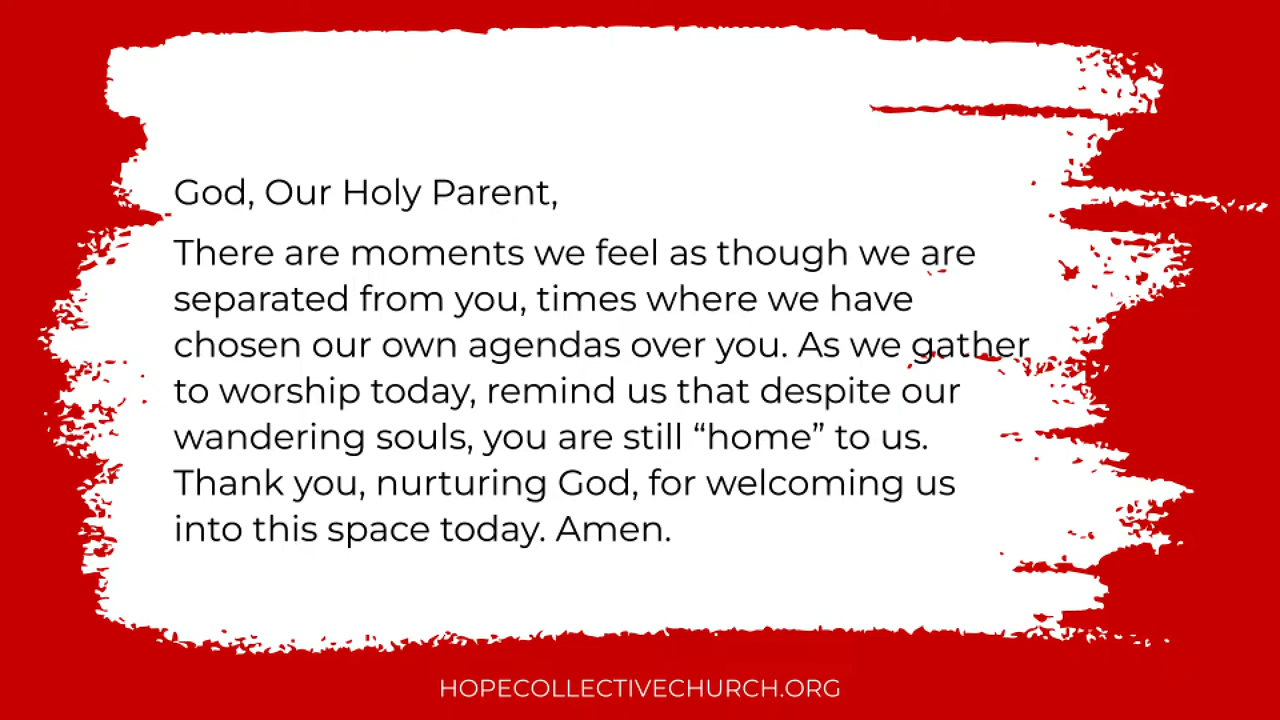 God, Our Holy Parent,
There are moments we feel as though we are
separated from you, times where we have
chosen our own agendas over you. As we gather
to worship today, remind us that despite our
wandering souls, you are still “home” to us.
Thank you, nurturing God, for welcoming us
into this space today. Amen.
HOPECOLLECTIVECHURCH.ORG